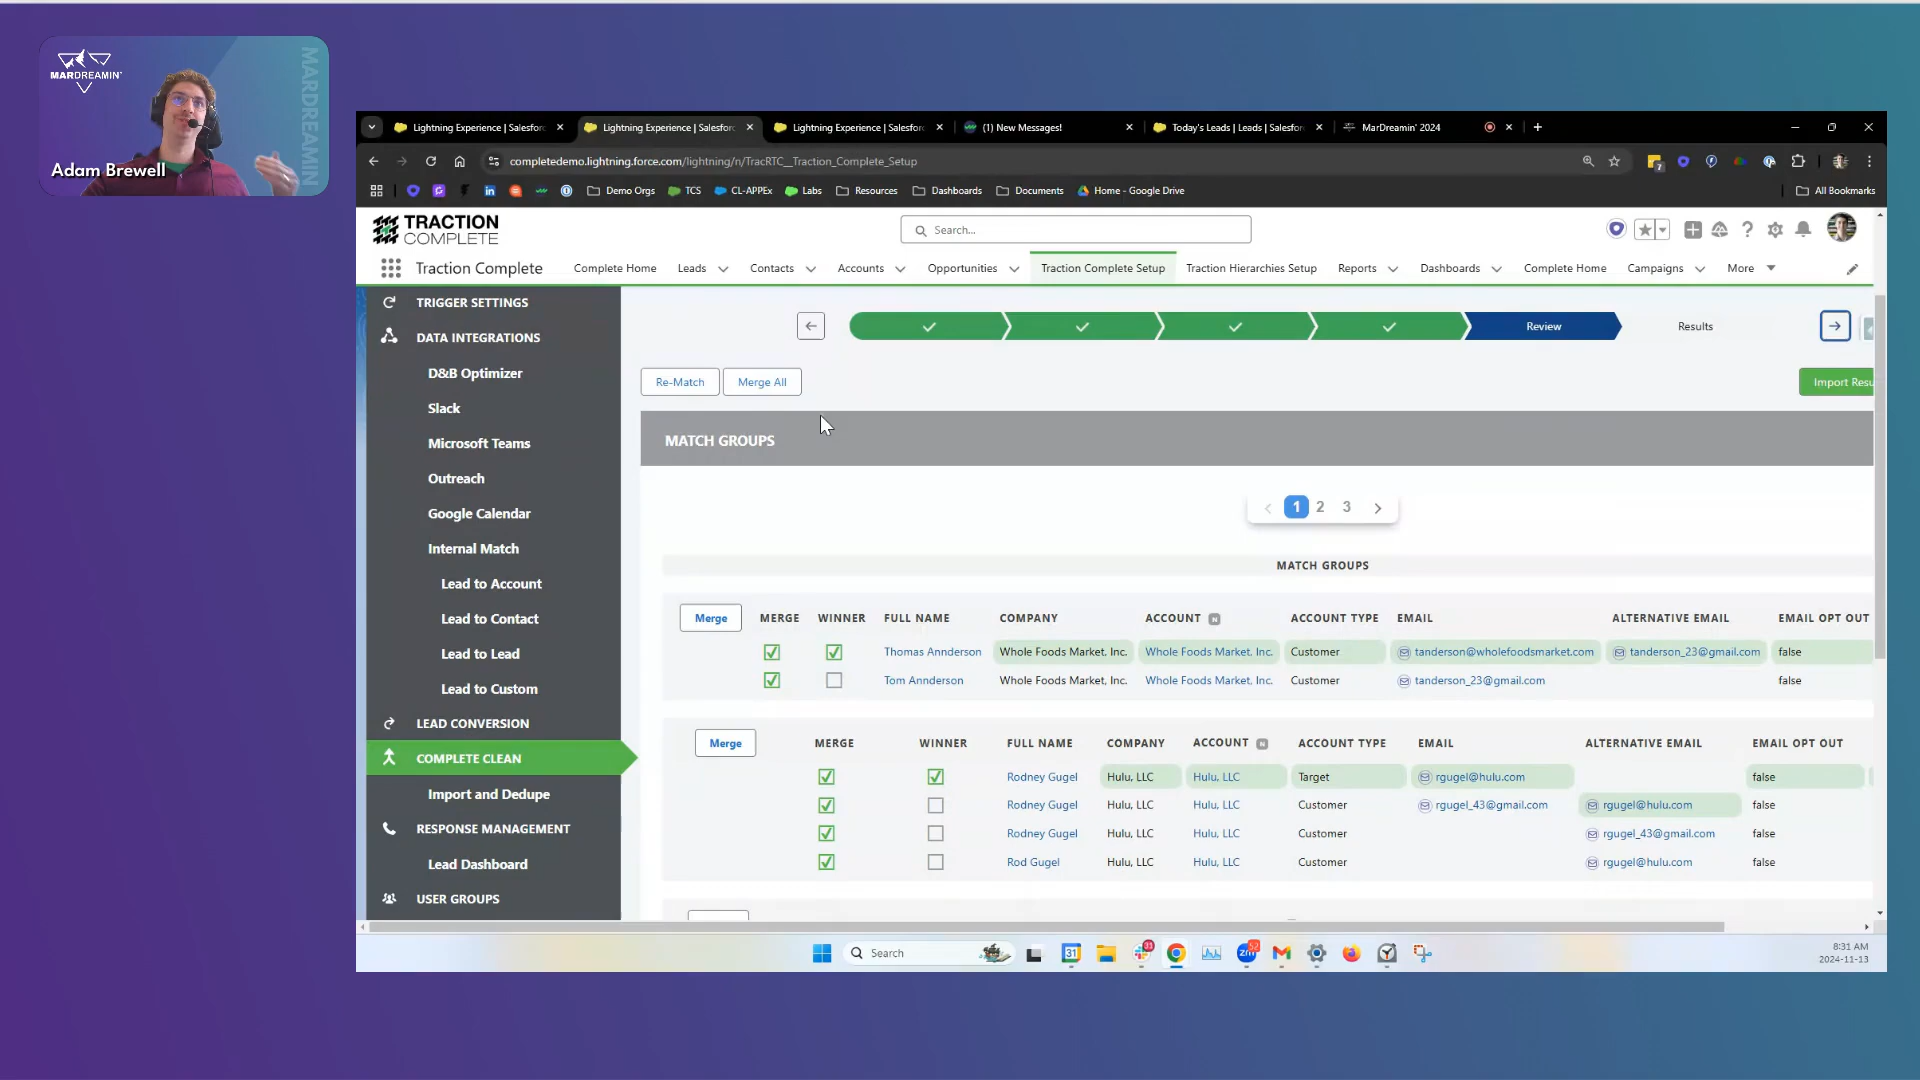 MARDREAMIN'
MARDREAMIN
Adam Brewell
Lightning Experience | Salesforc
Lightning Experience | Salesforc
Lightning Experience | Salesforc
(1) New Messages!
Today's Leads | Leads | Salesforc
MarDreamin' 2024
completedemo.lightning.force.com/lightning/n/TracRTC__Traction_Complete_Setup
Demo Orgs
TCS
CL-APPEx
Labs
Resources
Dashboards
Documents
Home - Google Drive
All Bookmarks
TRACTION
COMPLETE
Search...
Traction Complete
Complete Home
Leads
Contacts
Accounts
Opportunities
Traction Complete Setup
Traction Hierarchies Setup
Reports
Dashboards
Complete Home
Campaigns
More
TRIGGER SETTINGS
DATA INTEGRATIONS
D&B Optimizer
Slack
Microsoft Teams
Outreach
Google Calendar
Internal Match
Lead to Account
Lead to Contact
Lead to Lead
Lead to Custom
LEAD CONVERSION
COMPLETE CLEAN
Import and Dedupe
RESPONSE MANAGEMENT
Lead Dashboard
USER GROUPS
Review
Results
Re-Match
Merge All
Import Resu
MATCH GROUPS
1 2 3
MATCH GROUPS
Merge MERGE WINNER FULL NAME COMPANY ACCOUNT N ACCOUNT TYPE EMAIL ALTERNATIVE EMAIL EMAIL OPT OUT
Thomas Annderson Whole Foods Market, Inc. Whole Foods Market, Inc. Customer tanderson@wholefoodsmarket.com tanderson_23@gmail.com false
Tom Annderson Whole Foods Market, Inc. Whole Foods Market, Inc. Customer tanderson_23@gmail.com false
Merge MERGE WINNER FULL NAME COMPANY ACCOUNT N ACCOUNT TYPE EMAIL ALTERNATIVE EMAIL EMAIL OPT OUT
Rodney Gugel Hulu, LLC Hulu, LLC Target rgugel@hulu.com false
Rodney Gugel Hulu, LLC Hulu, LLC Customer rgugel_43@gmail.com rgugel@hulu.com false
Rodney Gugel Hulu, LLC Hulu, LLC Customer rgugel_43@gmail.com false
Rod Gugel Hulu, LLC Hulu, LLC Customer rgugel@hulu.com false
Search
31
31
zm
52
8:31 AM
2024-11-13